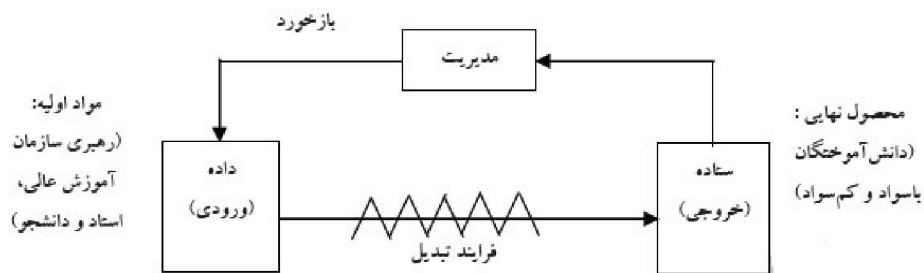 بازخورد
مدیریت
مواد اولیه:
(رهبری سازمان
آموزش عالی،
استاد و دانشجو)
داده
(ورودی)
فرایند تبدیل
ستاده
(خروجی)
محصول نهایی :
(دانش‌آموختگان
باسواد و کم‌سواد)